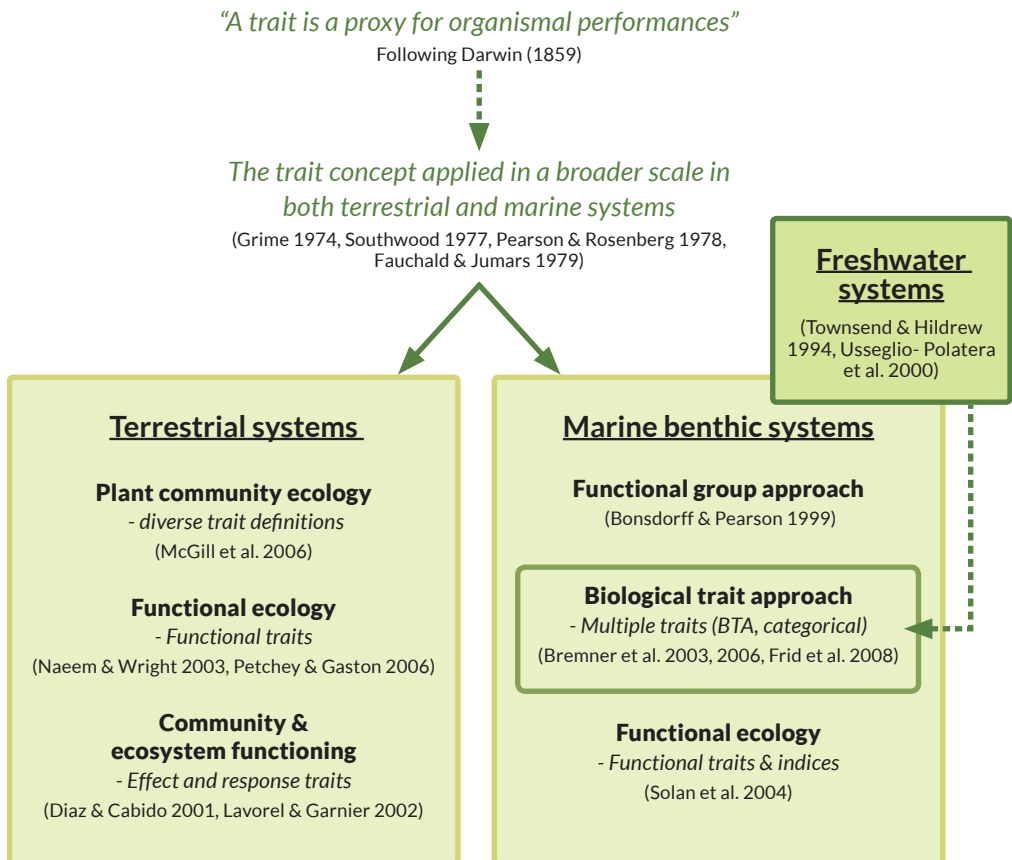 “A trait is a proxy for organismal performances”
Following Darwin (1859)
The trait concept applied in a broader scale in
both terrestrial and marine systems
(Grime 1974, Southwood 1977, Pearson & Rosenberg 1978,
Fauchald & Jumars 1979)
Freshwater
systems
(Townsend & Hildrew
1994, Usseglio- Polatera
et al. 2000)
Terrestrial systems
Plant community ecology
- diverse trait definitions
(McGill et al. 2006)
Functional ecology
- Functional traits
(Naeem & Wright 2003, Petchey & Gaston 2006)
Community &
ecosystem functioning
- Effect and response traits
(Diaz & Cabido 2001, Lavorel & Garnier 2002)
Marine benthic systems
Functional group approach
(Bonsdorff & Pearson 1999)
Biological trait approach
- Multiple traits (BTA, categorical)
(Bremner et al. 2003, 2006, Frid et al. 2008)
Functional ecology
- Functional traits & indices
(Solan et al. 2004)